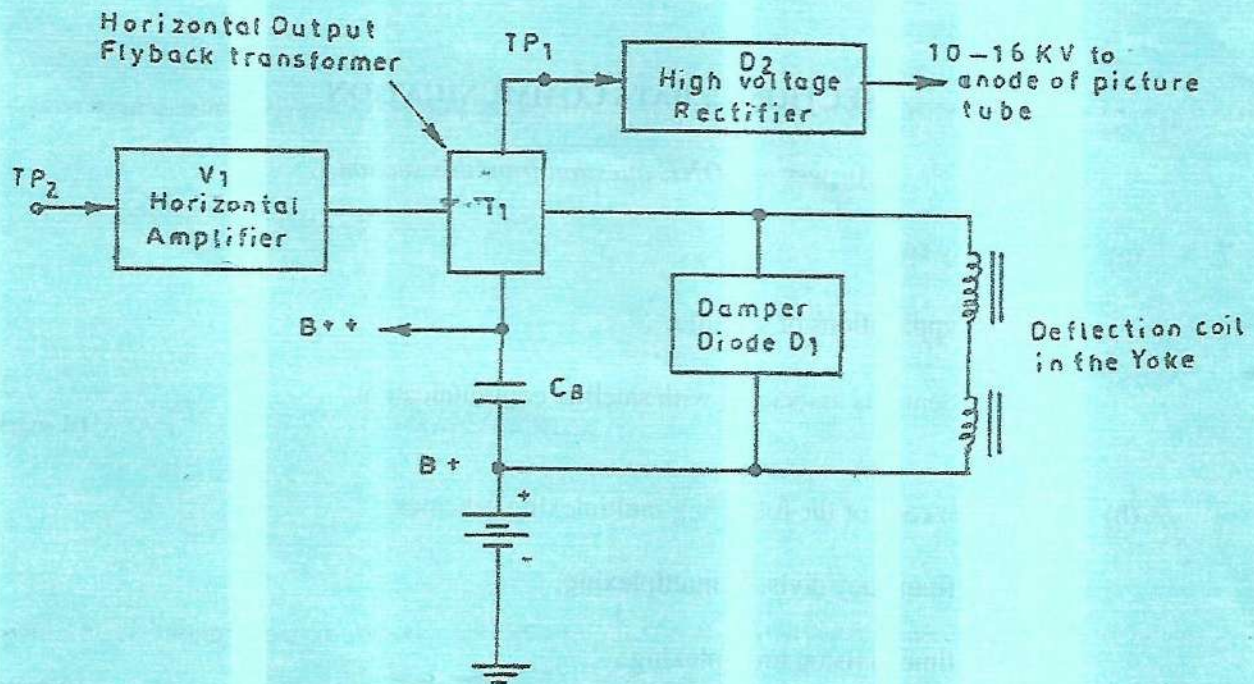 Horizontal Output
Flyback transformer
TP1
D2
High voltage
Rectifier
10-16 KV to
anode of picture
tube
TP2
V1
Horizontal
Amplifier
T1
B++
Damper
Diode D1
Deflection coil
in the Yoke
CB
B+
+
-